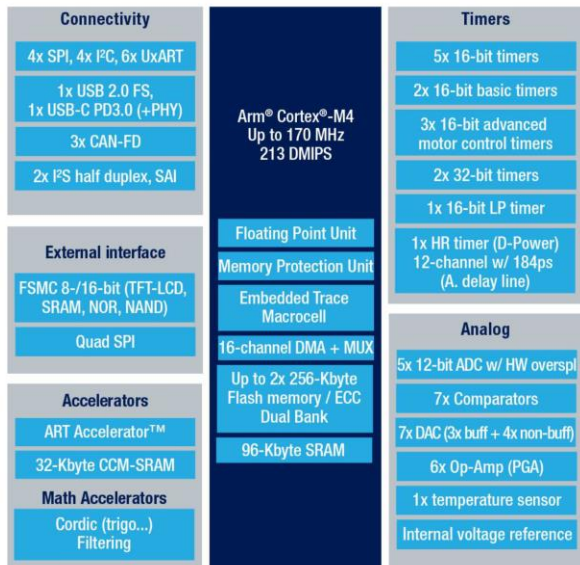 Connectivity
4x SPI, 4x I²C, 6x UxART
1x USB 2.0 FS,
1x USB-C PD3.0 (+PHY)
3x CAN-FD
2x I²S half duplex, SAI
External interface
FSMC 8-/16-bit (TFT-LCD,
SRAM, NOR, NAND)
Quad SPI
Accelerators
ART Accelerator™
32-Kbyte CCM-SRAM
Math Accelerators
Cordic (trigo...)
Filtering
Arm® Cortex®-M4
Up to 170 MHz
213 DMIPS
Floating Point Unit
Memory Protection Unit
Embedded Trace
Macrocell
16-channel DMA + MUX
Up to 2x 256-Kbyte
Flash memory / ECC
Dual Bank
96-Kbyte SRAM
Timers
5x 16-bit timers
2x 16-bit basic timers
3x 16-bit advanced
motor control timers
2x 32-bit timers
1x 16-bit LP timer
1x HR timer (D-Power)
12-channel w/ 184ps
(A. delay line)
Analog
5x 12-bit ADC w/ HW overspl
7x Comparators
7x DAC (3x buff + 4x non-buff)
6x Op-Amp (PGA)
1x temperature sensor
Internal voltage reference